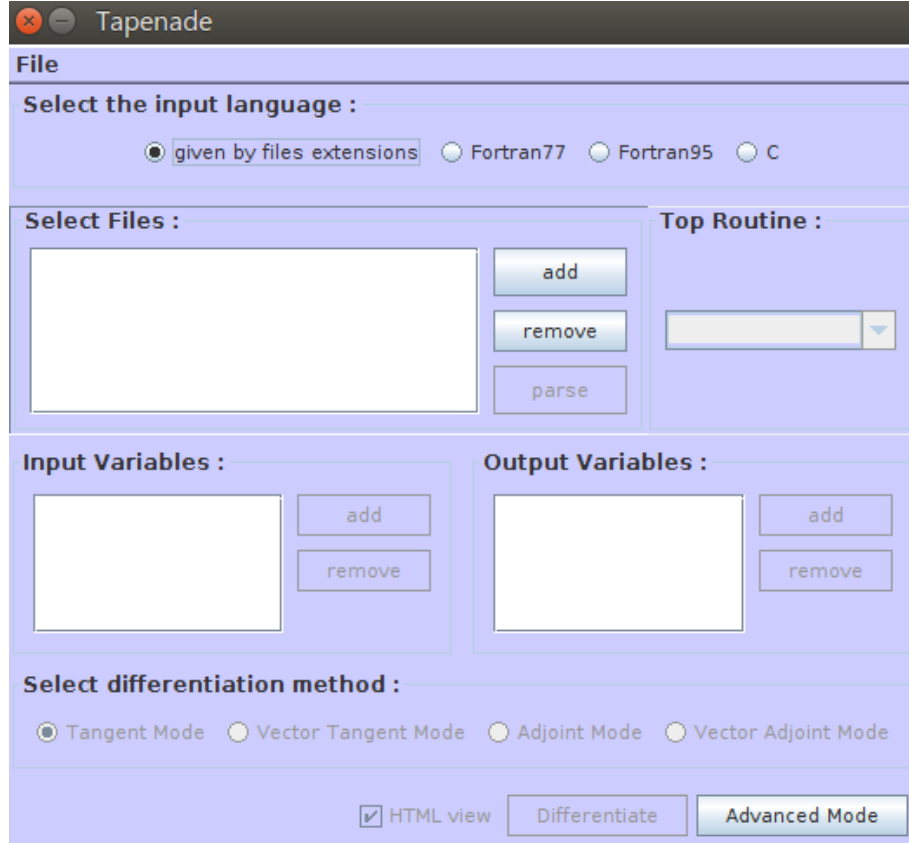 Tapenade
File
Select the input language :
given by files extensions Fortran77 Fortran95 C
Select Files :
add
remove
parse
Top Routine :
Input Variables :
add
remove
Output Variables :
add
remove
Select differentiation method :
Tangent Mode Vector Tangent Mode Adjoint Mode Vector Adjoint Mode
HTML view Differentiate Advanced Mode